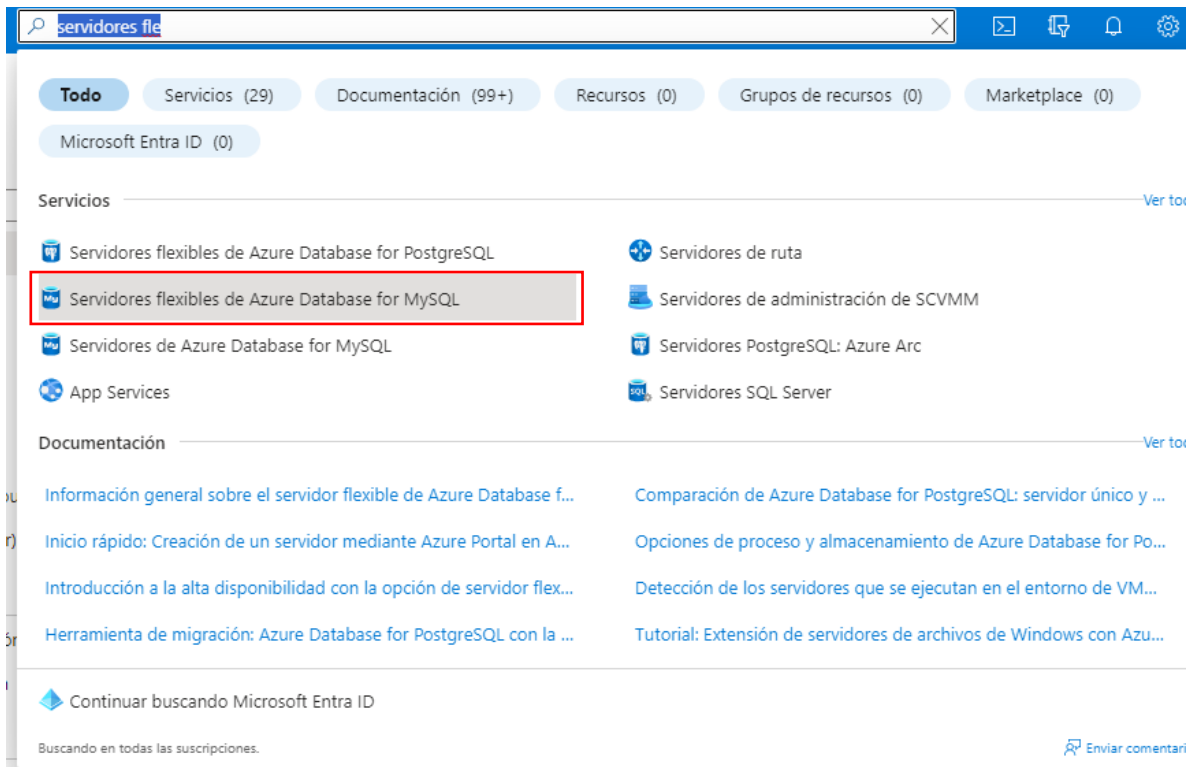 servidores fle
Todo
Servicios (29)
Documentación (99+)
Recursos (0)
Grupos de recursos (0)
Marketplace (0)
Microsoft Entra ID (0)
Servicios
Ver toc
Servidores flexibles de Azure Database for PostgreSQL
Servidores de ruta
Servidores flexibles de Azure Database for MySQL
Servidores de administración de SCVMM
Servidores de Azure Database for MySQL
Servidores PostgreSQL: Azure Arc
App Services
Servidores SQL Server
Documentación
Ver toc
Información general sobre el servidor flexible de Azure Database f...
Comparación de Azure Database for PostgreSQL: servidor único y ...
Inicio rápido: Creación de un servidor mediante Azure Portal en A...
Opciones de proceso y almacenamiento de Azure Database for Po...
Introducción a la alta disponibilidad con la opción de servidor flex...
Detección de los servidores que se ejecutan en el entorno de VM...
Herramienta de migración: Azure Database for PostgreSQL con la ...
Tutorial: Extensión de servidores de archivos de Windows con Azu...
Continuar buscando Microsoft Entra ID
Buscando en todas las suscripciones.
Enviar comentari